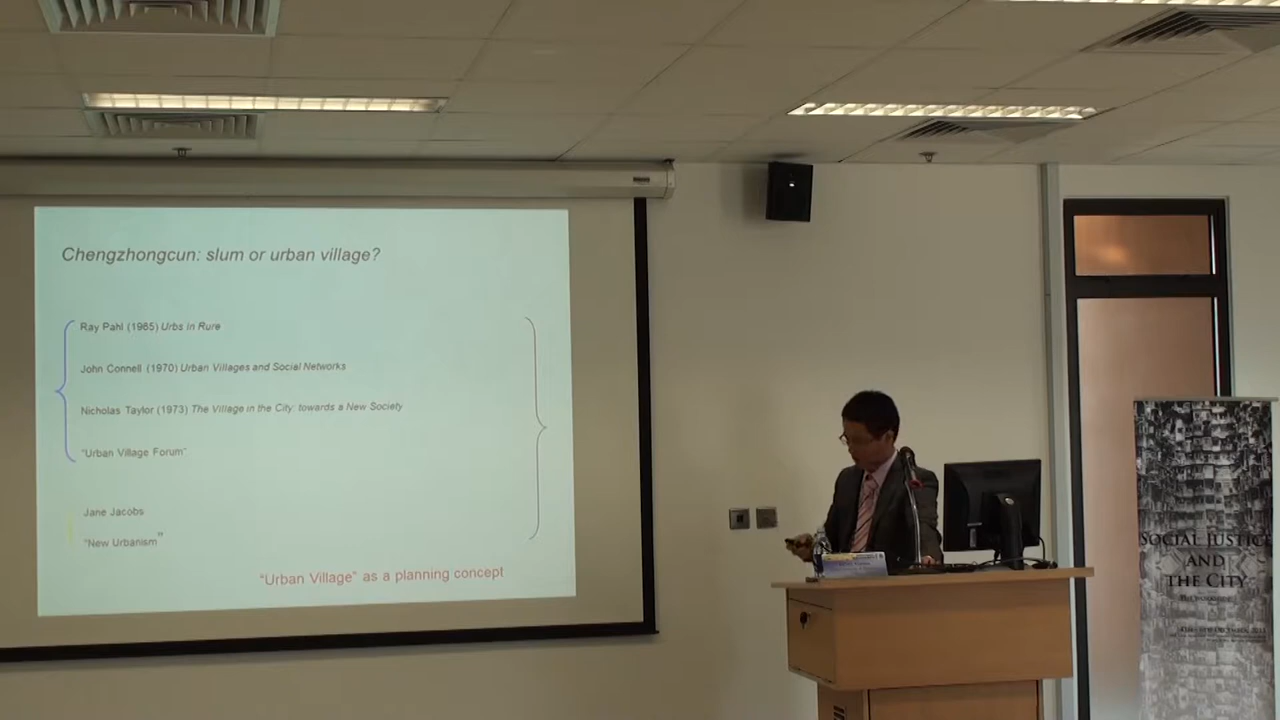 Chengzhongcun: slum or urban village?
Ray Pahl (1965) Urbs in Rure
John Connell (1970) Urban Villages and Social Networks
Nicholas Taylor (1973) The Village in the City: towards a New Society
"Urban Village Forum"
Jane Jacobs
"New Urbanism"
"Urban Village" as a planning concept
SOCIAL JUSTICE
AND
THE CITY